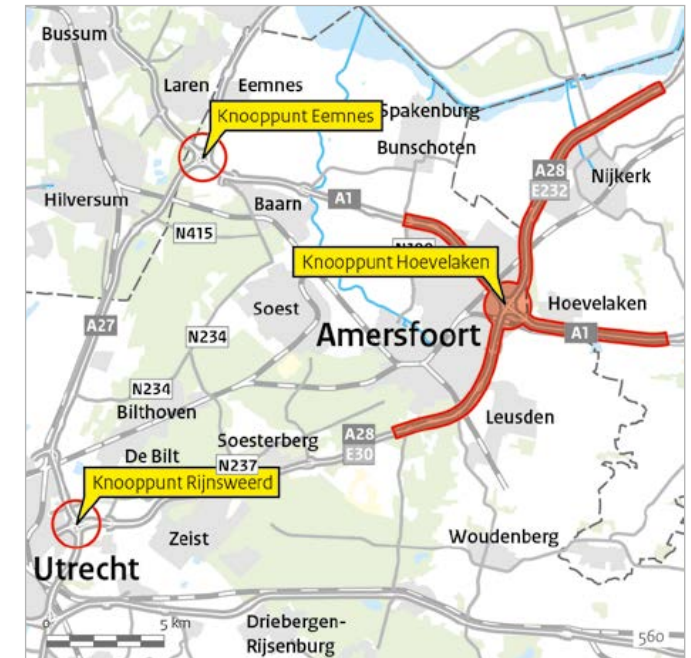 Bussum
Laren
Eemnes
Knooppunt Eemnes
Spakenburg
Bunschoten
A28
E232
Nijkerk
Hilversum
Baarn
A1
N415
Knooppunt Hoevelaken
Soest
Hoevelaken
A27
N234
Amersfoort
A1
N234
Bilthoven
Leusden
De Bilt
Soesterberg
A28
E30
N237
Knooppunt Rijnsweerd
Zeist
Woudenberg
Utrecht
0
5 km
Driebergen-
Rijsenburg
560